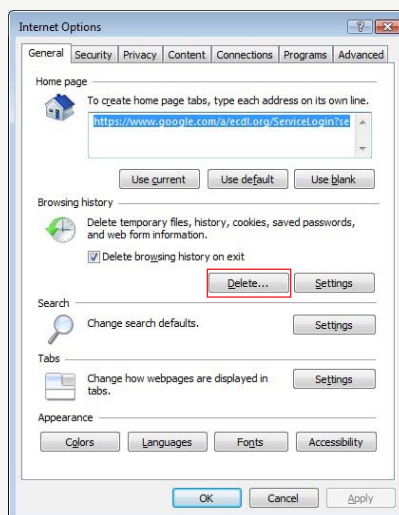 Internet Options
General Security Privacy Content Connections Programs Advanced
Home page
To create home page tabs, type each address on its own line.
https://www.google.com/a/ecdl.org/ServiceLogin?se
Use current Use default Use blank
Browsing history
Delete temporary files, history, cookies, saved passwords,
and web form information.
Delete browsing history on exit
Delete... Settings
Search
Change search defaults. Settings
Tabs
Change how webpages are displayed in Settings
tabs.
Appearance
Colors Languages Fonts Accessibility
OK Cancel Apply